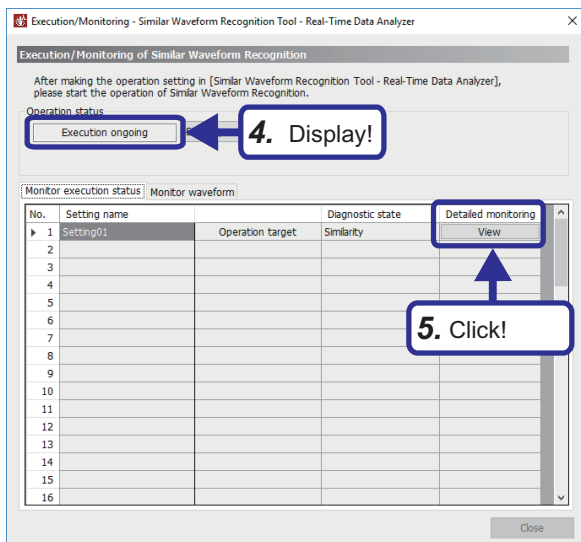 Execution/Monitoring - Similar Waveform Recognition Tool - Real-Time Data Analyzer
Execution/Monitoring of Similar Waveform Recognition
After making the operation setting in [Similar Waveform Recognition Tool - Real-Time Data Analyzer],
please start the operation of Similar Waveform Recognition.
Operation status
Execution ongoing
4. Display!
Monitor execution status Monitor waveform
No. Setting name Diagnostic state Detailed monitoring
1 Setting01 Operation target Similarity View
2
3
4
5
5. Click!
6
7
8
9
10
11
12
13
14
15
16
Close